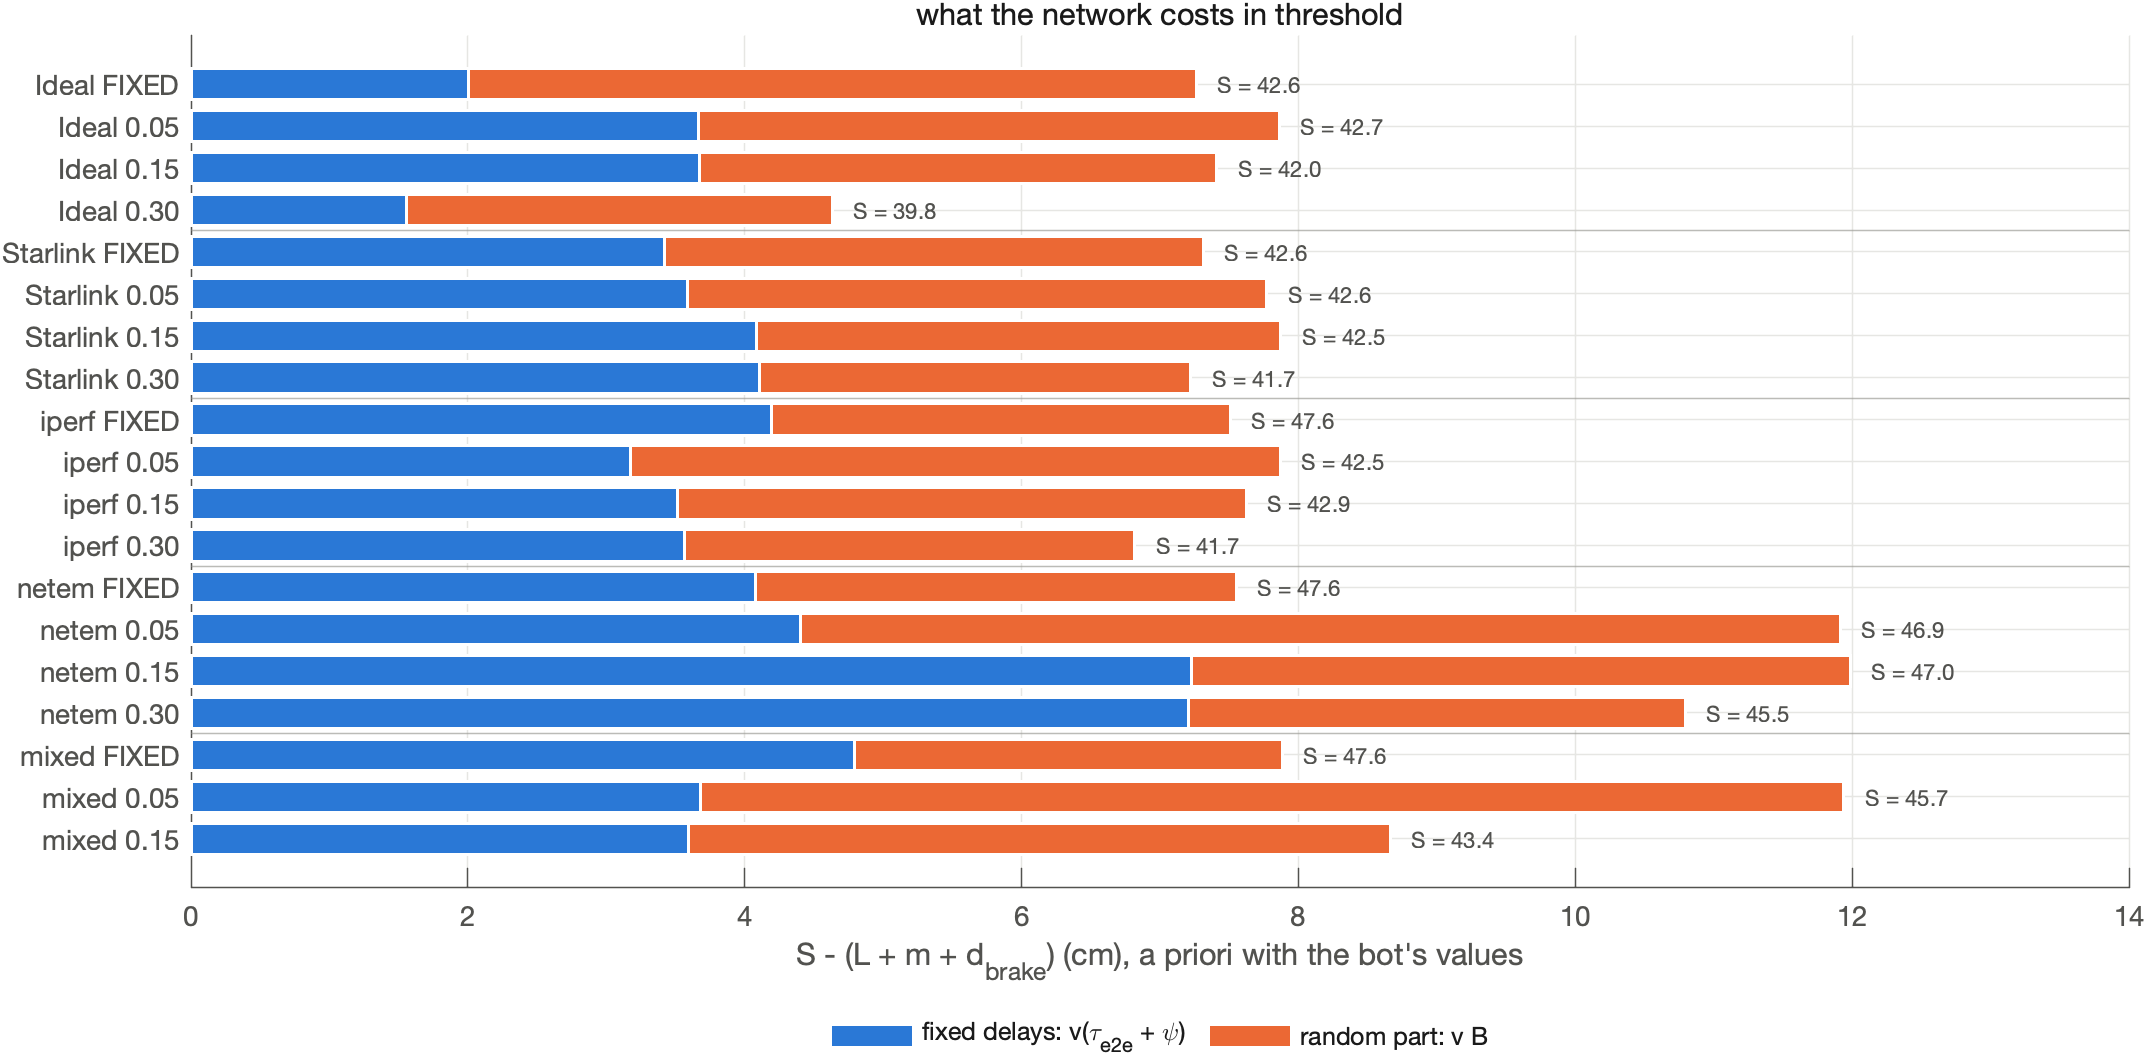 what the network costs in threshold
Ideal FIXED S = 42.6
Ideal 0.05 S = 42.7
Ideal 0.15 S = 42.0
Ideal 0.30 S = 39.8
Starlink FIXED S = 42.6
Starlink 0.05 S = 42.6
Starlink 0.15 S = 42.5
Starlink 0.30 S = 41.7
iperf FIXED S = 47.6
iperf 0.05 S = 42.5
iperf 0.15 S = 42.9
iperf 0.30 S = 41.7
netem FIXED S = 47.6
netem 0.05 S = 46.9
netem 0.15 S = 47.0
netem 0.30 S = 45.5
mixed FIXED S = 47.6
mixed 0.05 S = 45.7
mixed 0.15 S = 43.4
0 2 4 6 8 10 12 14
S - (L + m + d_brake) (cm), a priori with the bot's values
fixed delays: v(τ_e2e + ψ) random part: v B